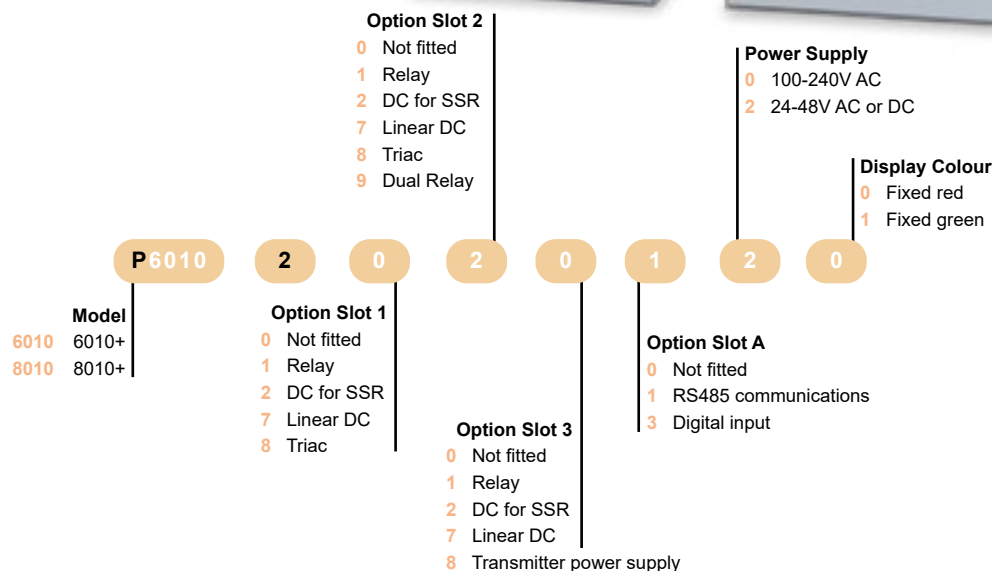 Option Slot 2
0 Not fitted
1 Relay
2 DC for SSR
7 Linear DC
8 Triac
9 Dual Relay
Power Supply
0 100-240V AC
2 24-48V AC or DC
Display Colour
0 Fixed red
1 Fixed green
P6010 2 0 2 0 1 2 0
Model
6010 6010+
8010 8010+
Option Slot 1
0 Not fitted
1 Relay
2 DC for SSR
7 Linear DC
8 Triac
Option Slot A
0 Not fitted
1 RS485 communications
3 Digital input
Option Slot 3
0 Not fitted
1 Relay
2 DC for SSR
7 Linear DC
8 Transmitter power supply